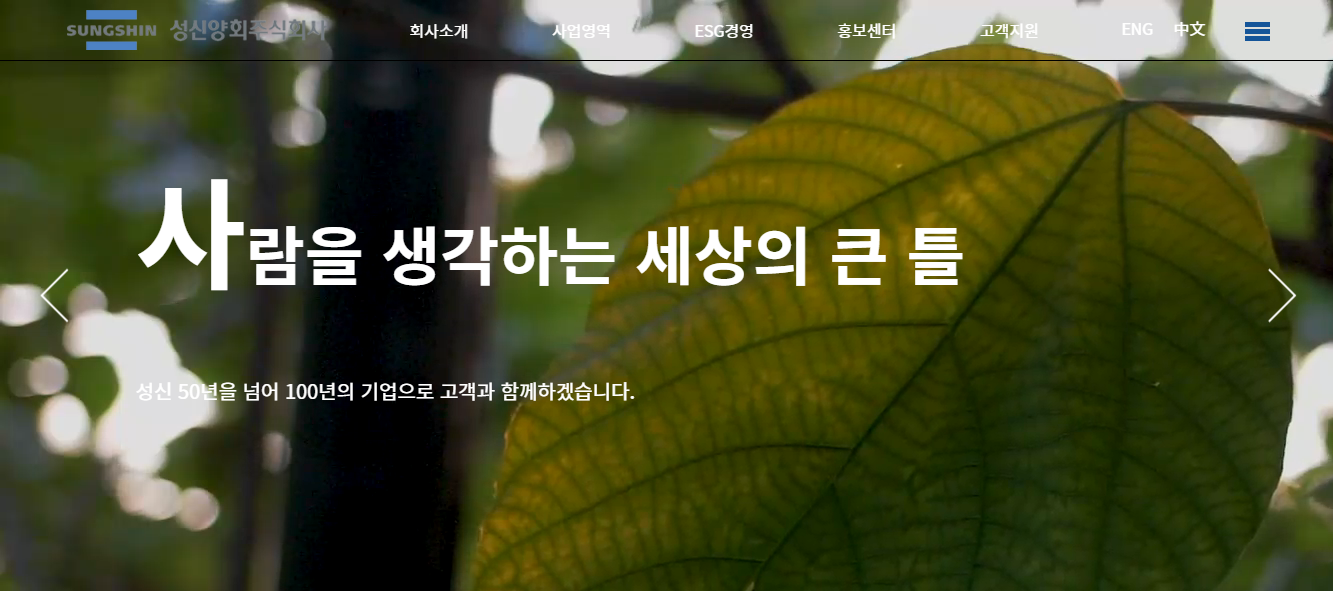 SUNGSHIN 성신양회주식회사 회사소개 사업영역 ESG경영 홍보센터 고객지원 ENG 中文
사람을 생각하는 세상의 큰 틀
성신 50년을 넘어 100년의 기업으로 고객과 함께하겠습니다.